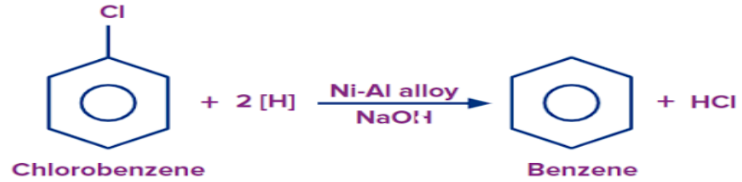 Cl
+ 2 [H] Ni-Al alloy + HCl
NaOH
Chlorobenzene Benzene